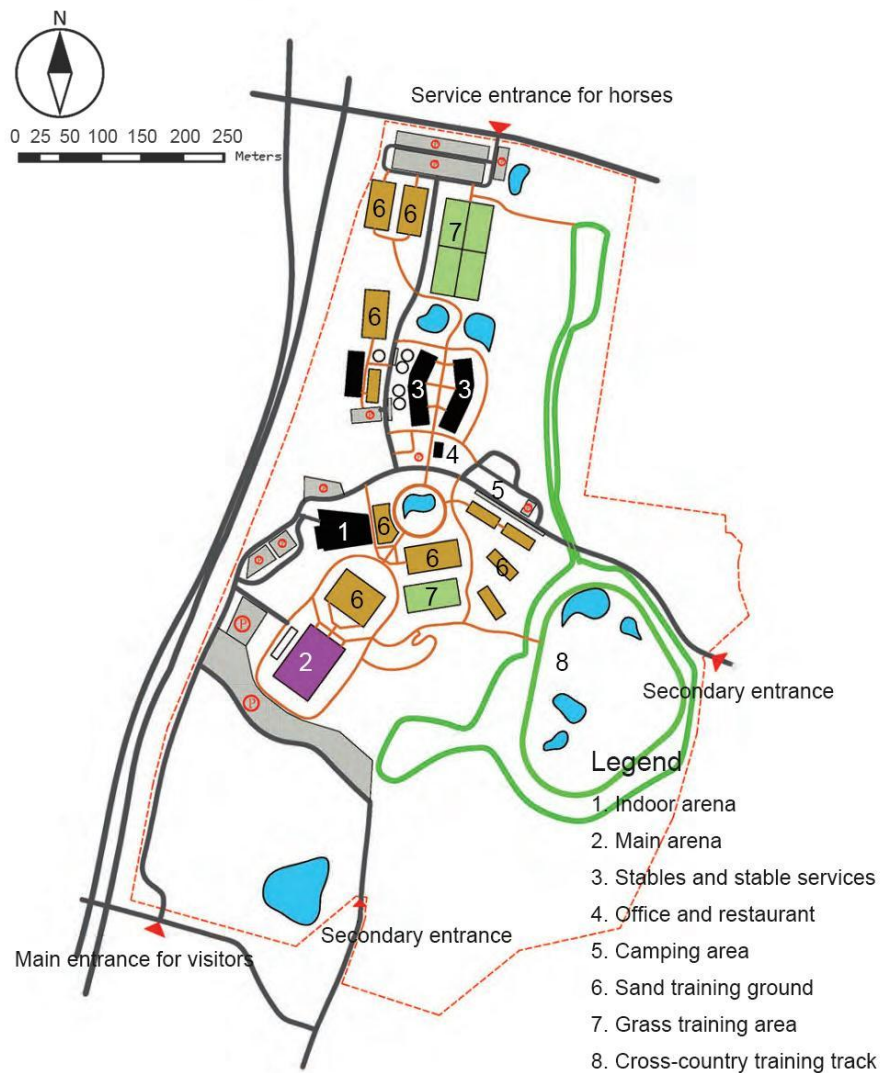 N
Service entrance for horses
0 25 50 100 150 200 250
Meters
6
6
7
6
3
3
4
5
1
6
6
6
7
6
2
8
P
P
Secondary entrance
Legend
1. Indoor arena
2. Main arena
3. Stables and stable services
4. Office and restaurant
5. Camping area
6. Sand training ground
7. Grass training area
8. Cross-country training track
Secondary entrance
Main entrance for visitors